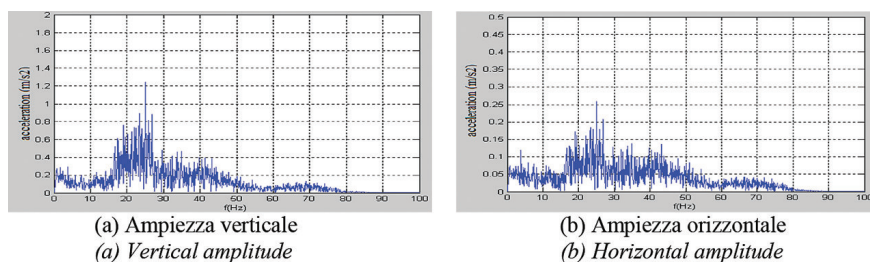 2
1.8
1.6
1.4
1.2
1
0.8
0.6
0.4
0.2
0
acceleration (m/s2)
0 10 20 30 40 50 60 70 80 90 100
f(Hz)
(a) Ampiezza verticale
(a) Vertical amplitude
0.5
0.45
0.4
0.35
0.3
0.25
0.2
0.15
0.1
0.05
0
acceleration (m/s2)
0 10 20 30 40 50 60 70 80 90 100
f(Hz)
(b) Ampiezza orizzontale
(b) Horizontal amplitude